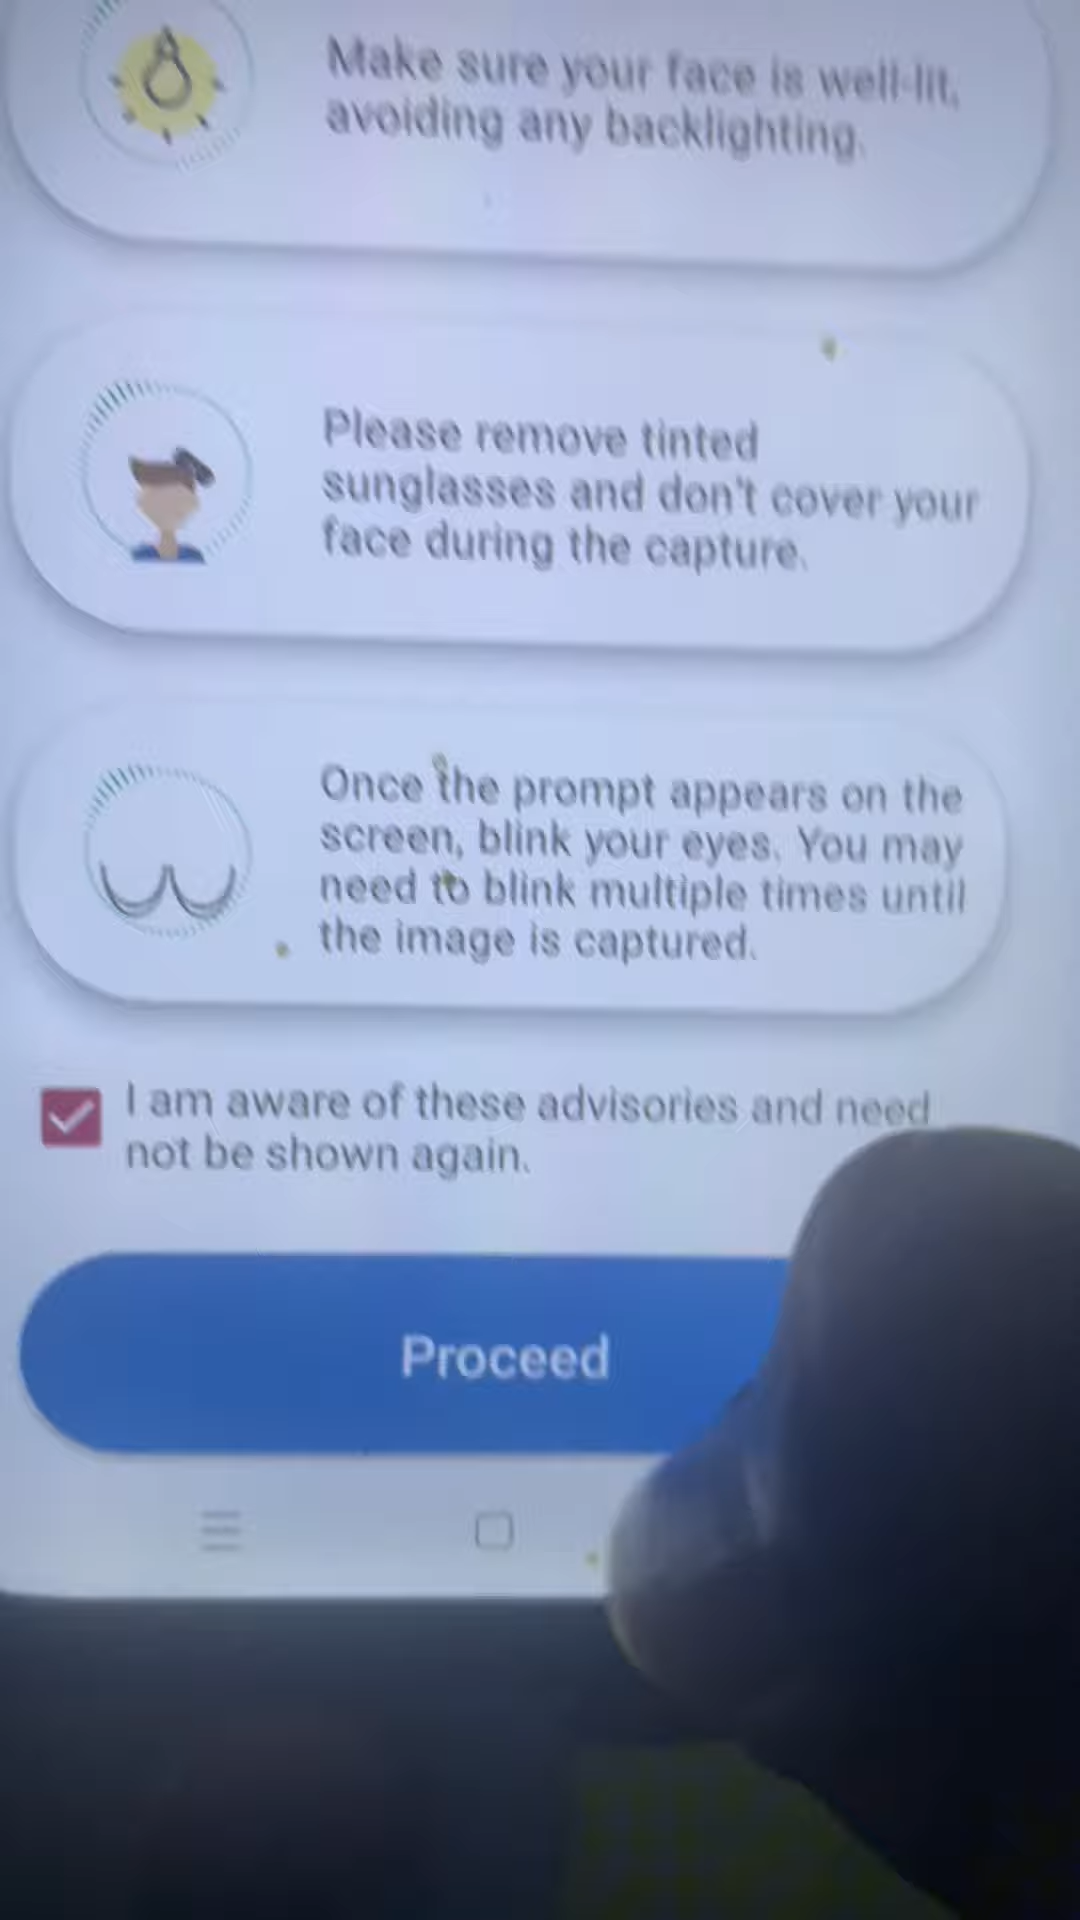 Make sure your face is well-lit,
avoiding any backlighting.
Please remove tinted
sunglasses and don't cover your
face during the capture.
Once the prompt appears on the
screen, blink your eyes. You may
need to blink multiple times until
the image is captured.
I am aware of these advisories and need
not be shown again.
Proceed